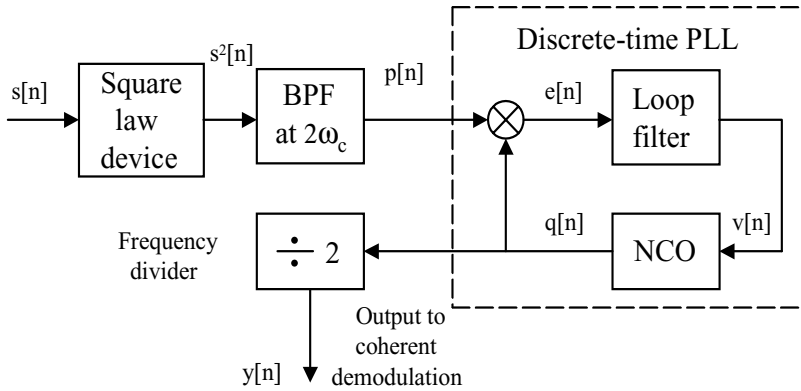 Discrete-time PLL
s[n]
Square
law
device
s²[n]
BPF
at 2ω_c
p[n]
e[n]
Loop
filter
v[n]
NCO
q[n]
÷ 2
Frequency
divider
Output to
coherent
demodulation
y[n]